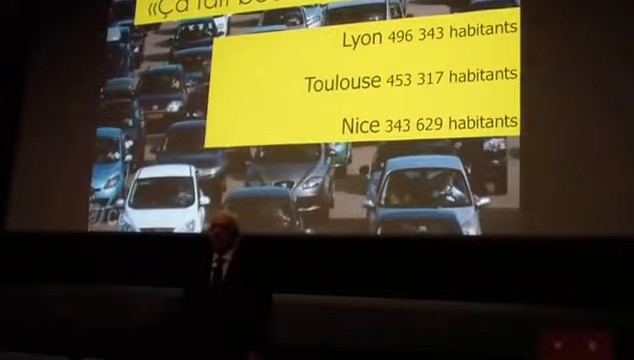 «Ça fait
Lyon 496 343 habitants
Toulouse 453 317 habitants
Nice 343 629 habitants